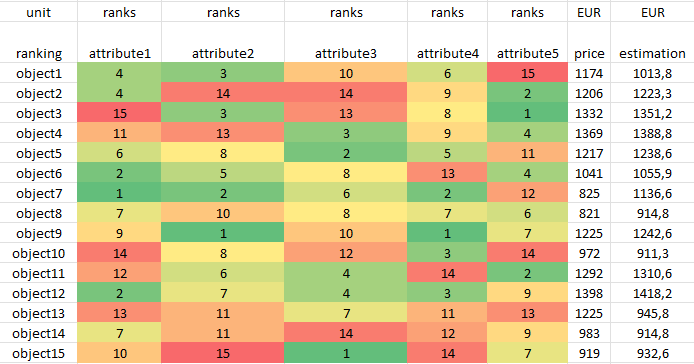 unit ranks ranks ranks ranks ranks EUR EUR
ranking attribute1 attribute2 attribute3 attribute4 attribute5 price estimation
object1 4 3 10 6 15 1174 1013,8
object2 4 14 14 9 2 1206 1223,3
object3 15 3 13 8 1 1332 1351,2
object4 11 13 3 9 4 1369 1388,8
object5 6 8 2 5 11 1217 1238,6
object6 2 5 8 13 4 1041 1055,9
object7 1 2 6 2 12 825 1136,6
object8 7 10 8 7 6 821 914,8
object9 9 1 10 1 7 1225 1242,6
object10 14 8 12 3 14 972 911,3
object11 12 6 4 14 2 1292 1310,6
object12 2 7 4 3 9 1398 1418,2
object13 13 11 7 11 13 1225 945,8
object14 7 11 14 12 9 983 914,8
object15 10 15 1 14 7 919 932,6